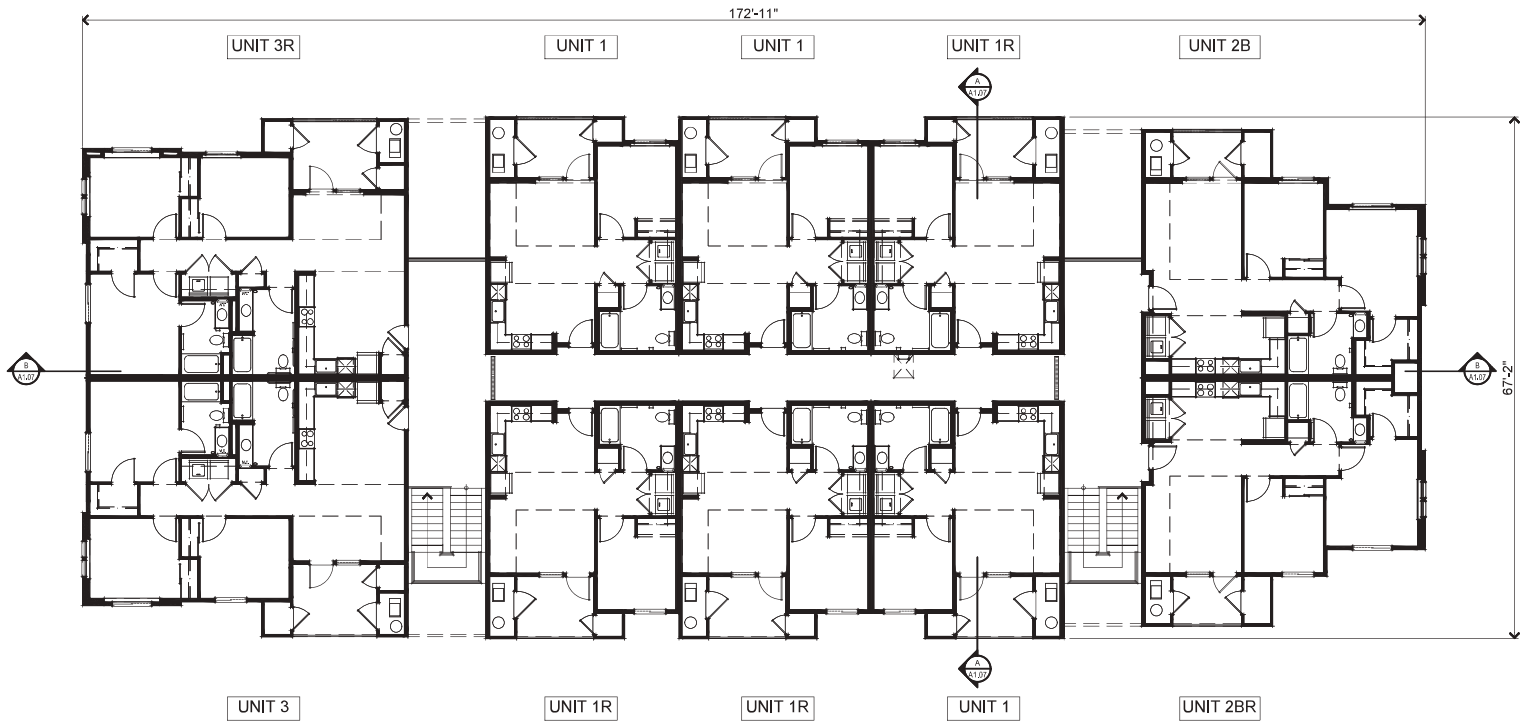 172'-11"
UNIT 3R
UNIT 1
UNIT 1
UNIT 1R
UNIT 2B
A
A1.07
B
A1.07
B
A1.07
67'-2"
A
A1.07
UNIT 3
UNIT 1R
UNIT 1R
UNIT 1
UNIT 2BR